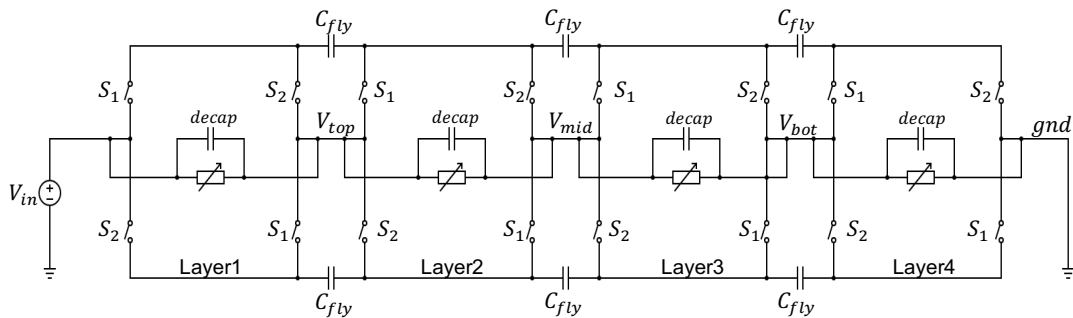 C_fly C_fly C_fly
S_1 S_2 S_1 S_2 S_1 S_2 S_1 S_2
decap V_top decap V_mid decap V_bot decap gnd
V_in + −
S_2 S_1 S_2 S_1 S_2 S_1 S_2 S_1
Layer1 Layer2 Layer3 Layer4
C_fly C_fly C_fly